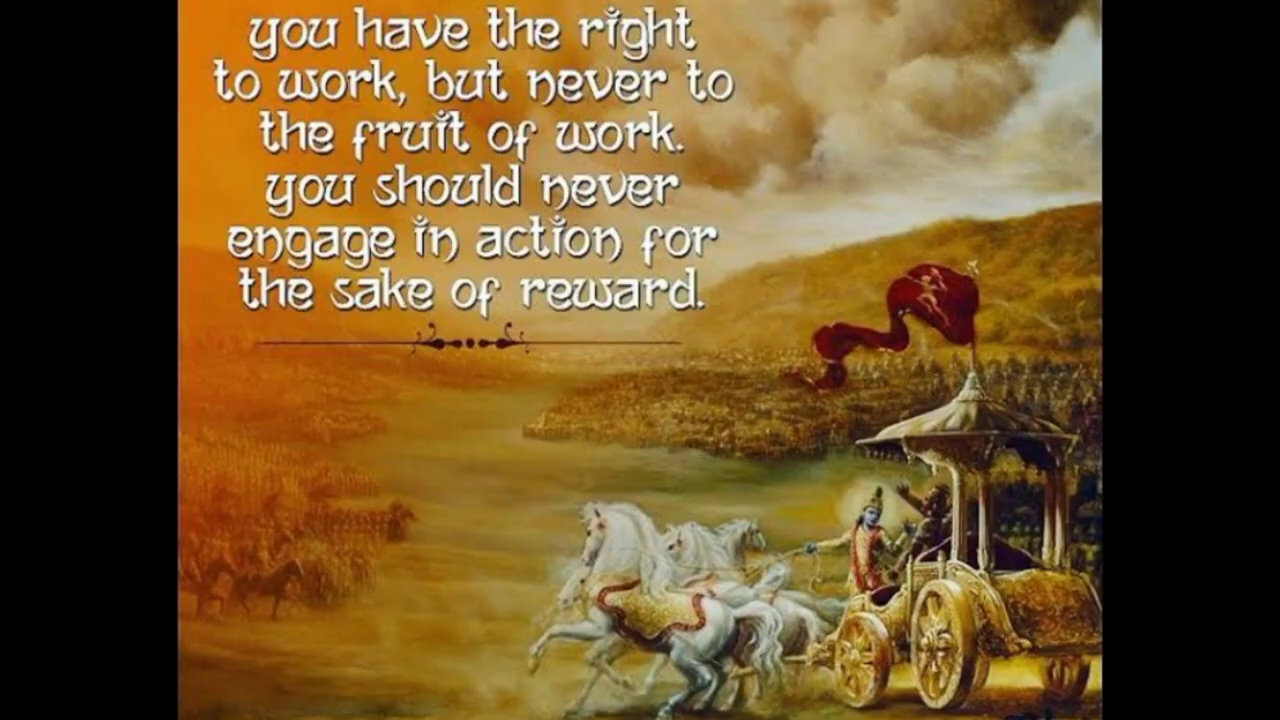 you have the right
to work, but never to
the fruit of work.
you should never
engage in action for
the sake of reward.